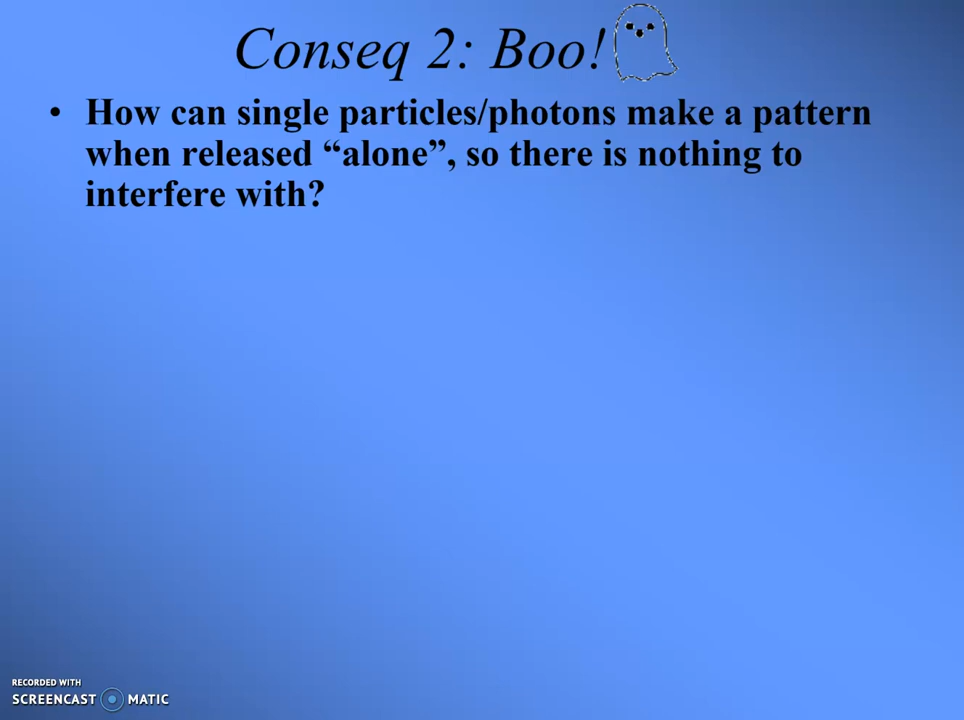 Conseq 2: Boo!
• How can single particles/photons make a pattern
when released “alone”, so there is nothing to
interfere with?
RECORDED WITH
SCREENCAST MATIC